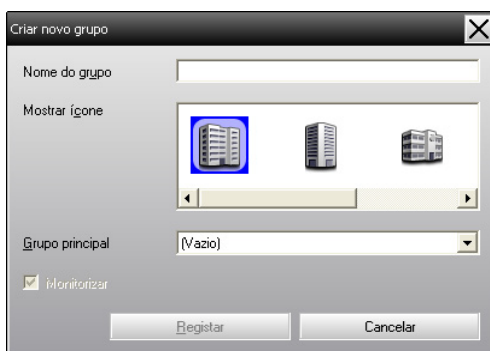 Criar novo grupo
Nome do grupo
Mostrar ícone
Grupo principal
(Vazio)
Monitorizar
Registar
Cancelar